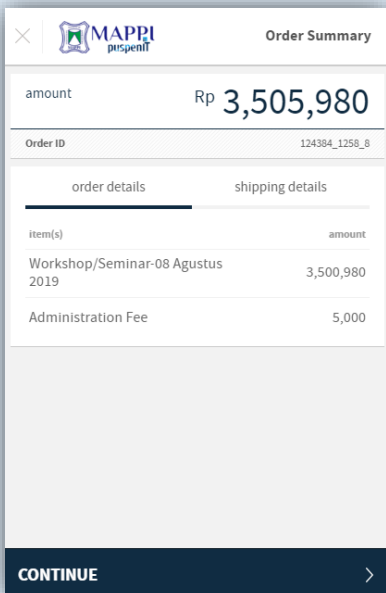 MAPPI
puspenIT
Order Summary
amount
Rp 3,505,980
Order ID
124384_1258_8
order details
shipping details
item(s)
amount
Workshop/Seminar-08 Agustus
2019
3,500,980
Administration Fee
5,000
CONTINUE